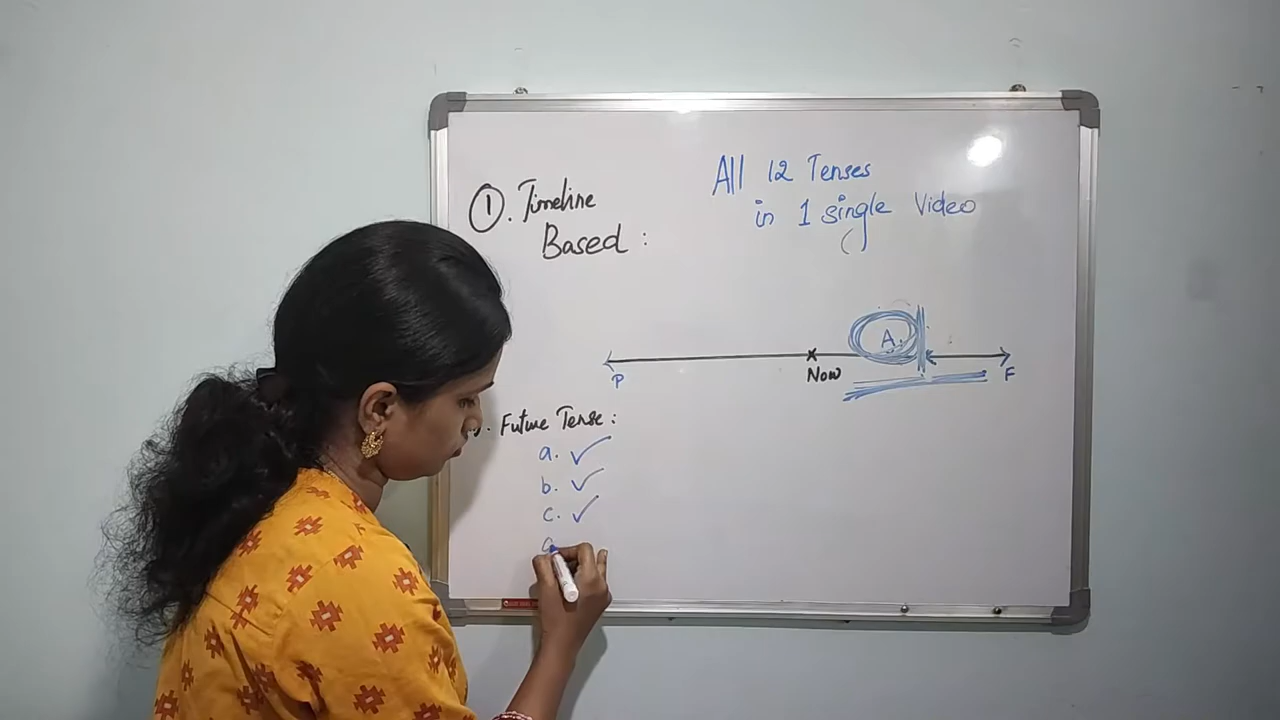 All 12 Tenses
in 1 single Video
①. Timeline
Based :
A.
P
Now
F
Future Tense :
a. ✓
b. ✓
c. ✓